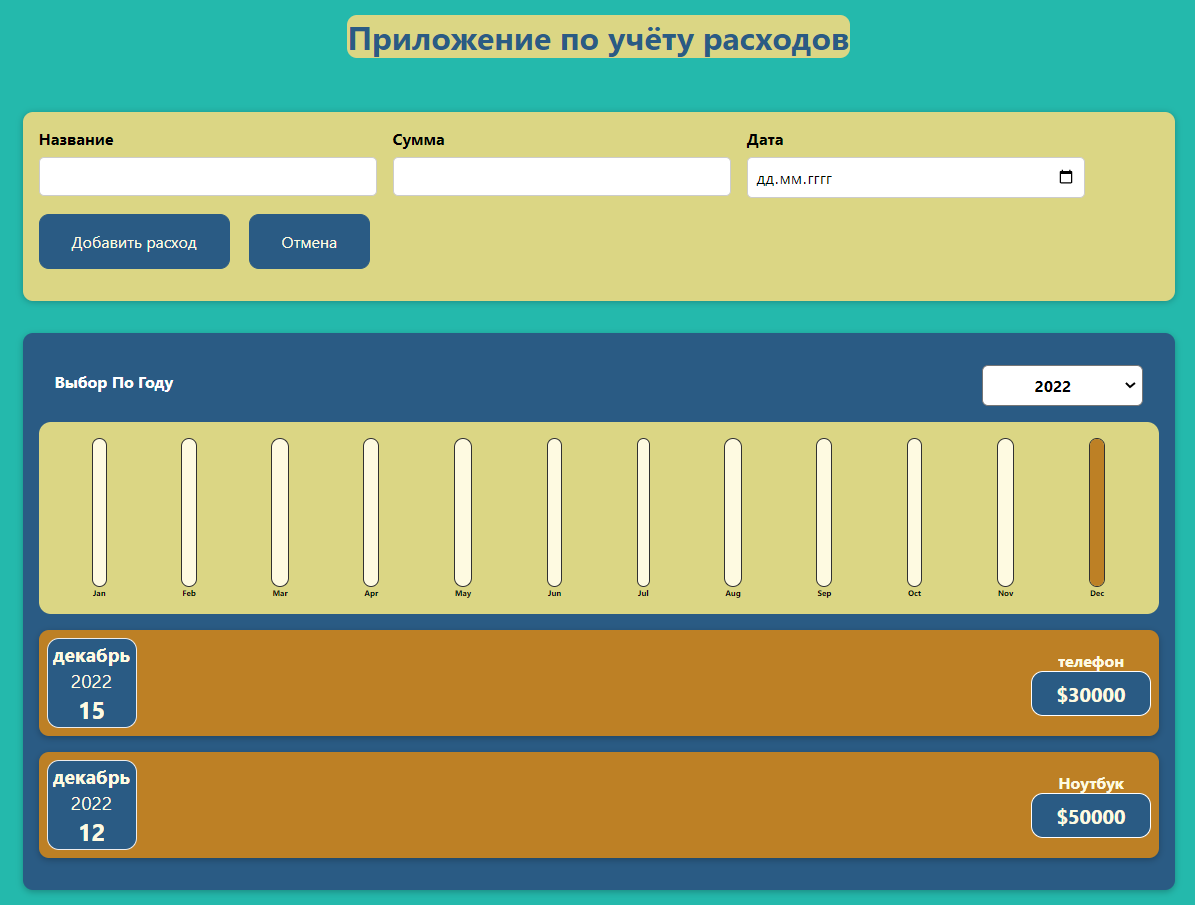 Приложение по учёту расходов
Название Сумма Дата
дд.мм.гггг
Добавить расход Отмена
Выбор По Году 2022
Jan Feb Mar Apr May Jun Jul Aug Sep Oct Nov Dec
декабрь
2022
15
телефон
$30000
декабрь
2022
12
Ноутбук
$50000